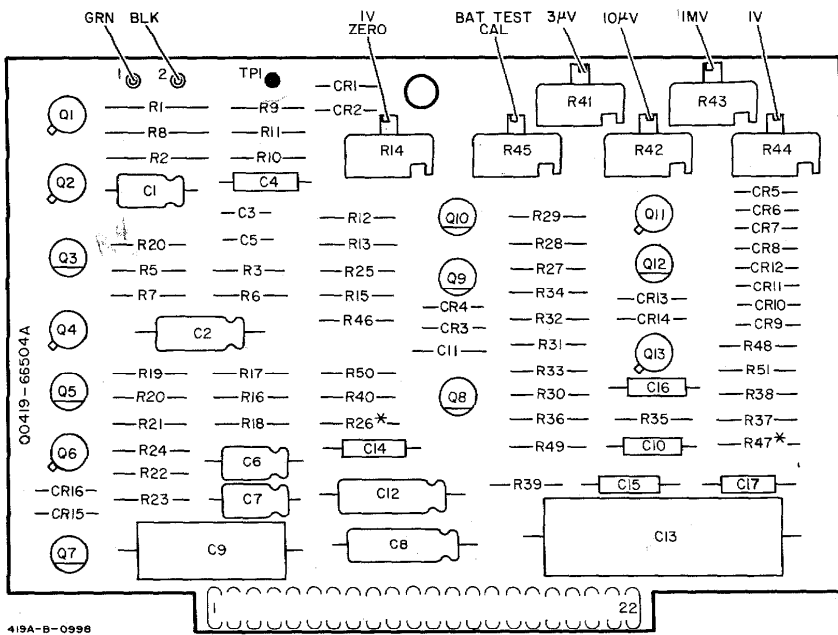 GRN BLK
1V
ZERO
BAT TEST
CAL
3μV
10μV
1MV
1V
1
2
TP1
CR1
CR2
R41
R43
Q1
R1
R9
R8
R11
R14
R45
R42
R44
R2
R10
Q2
C1
C4
C3
CR5
CR6
R12
Q10
R29
Q11
CR7
C5
R20
R13
R28
CR8
Q3
R5
R3
R25
Q9
R27
Q12
CR12
R7
R6
R15
R34
CR11
CR4
CR13
CR10
R46
R32
CR14
CR9
Q4
C2
CR3
C11
R31
Q13
R48
R19
R17
R50
R33
R51
Q5
R20
R16
R40
Q8
R30
C16
R38
R21
R18
R26*
R36
R35
R37
Q6
R24
C14
R49
C10
R47*
R22
C6
CR16
R23
C7
C12
R39
C15
C17
CR15
Q7
C9
C8
C13
1
22
Q0419-66504A
419A-B-0998